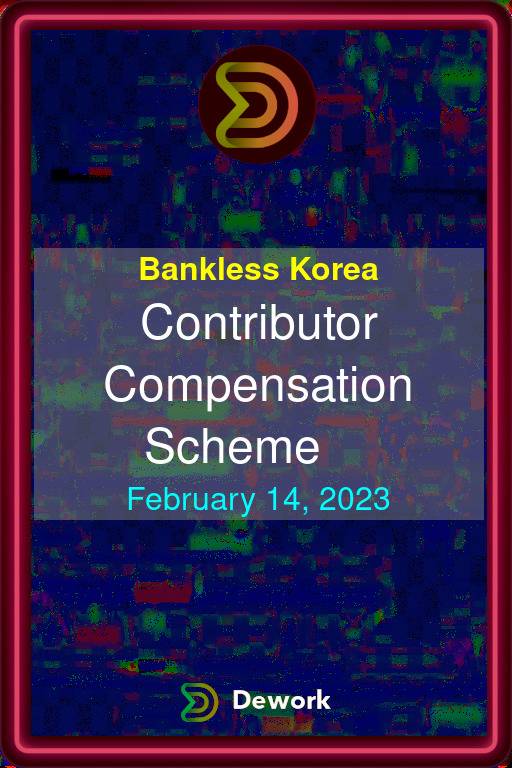 Bankless Korea
Contributor
Compensation
Scheme
February 14, 2023
Dework